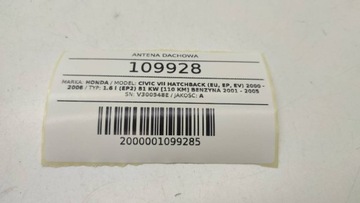 ANTENA DACHOWA
109928
MARKA: HONDA / MODEL: CIVIC VII HATCHBACK (EU, EP, EV) 2000 -
2006 / TYP: 1.6 I (EP2) 81 KW [110 KM] BENZYNA 2001 - 2005
SN: V300948E / JAKOŚĆ: A
2000001099285